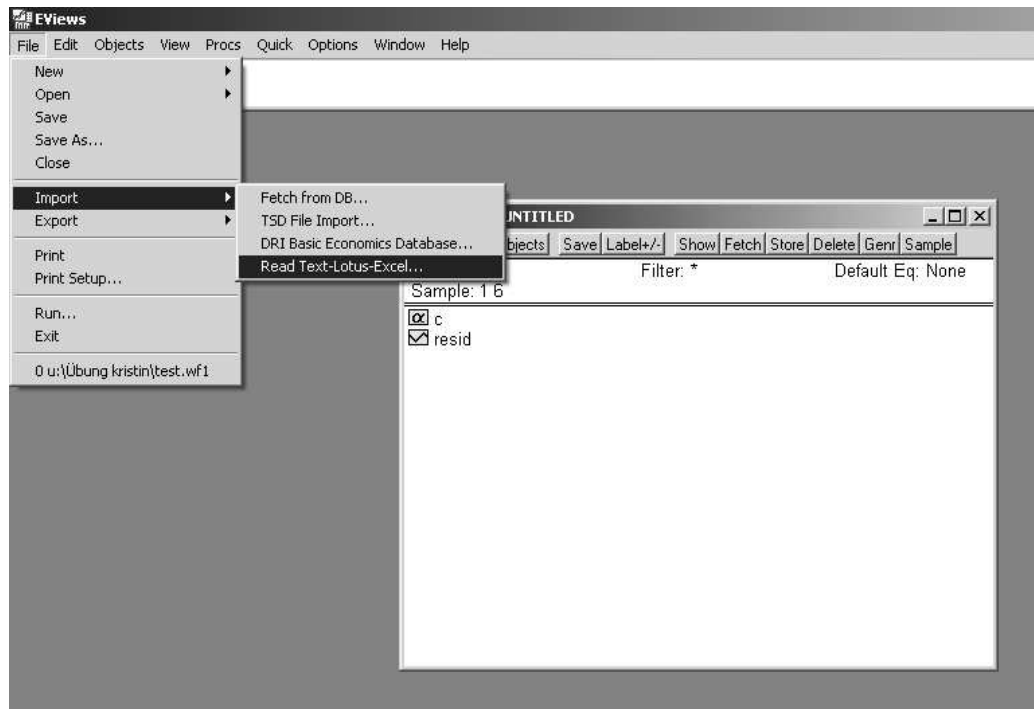 EViews
File Edit Objects View Procs Quick Options Window Help
New
Open
Save
Save As...
Close
Import
Export
Print
Print Setup...
Run...
Exit
0 u:\Übung kristin\test.wf1
Fetch from DB...
TSD File Import...
DRI Basic Economics Database...
Read Text-Lotus-Excel...
UNTITLED
bjects Save Label+/- Show Fetch Store Delete Genr Sample
Filter: * Default Eq: None
Sample: 1 6
c
resid